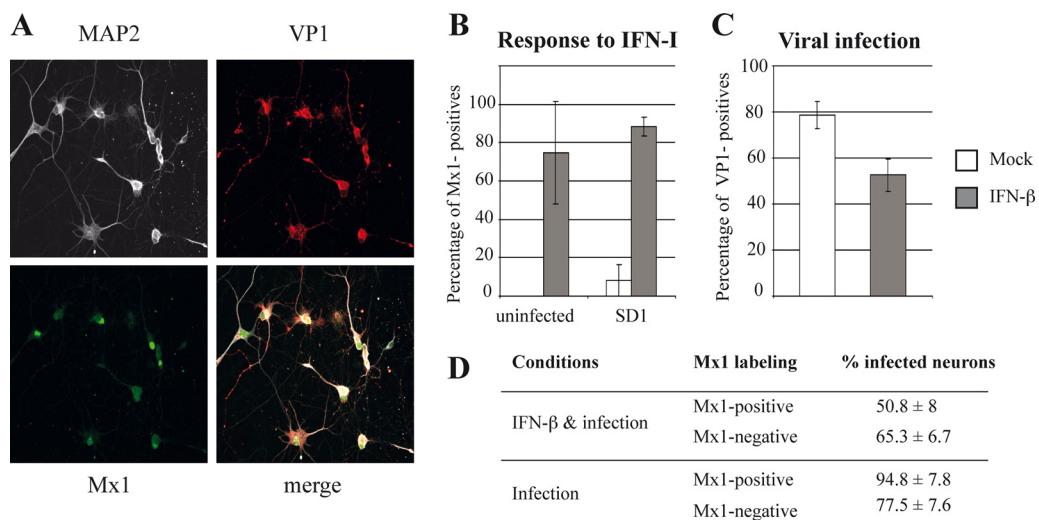 A
MAP2
VP1
Mx1
merge
B
Response to IFN-I
Percentage of Mx1- positives
100
80
60
40
20
0
uninfected
SD1
C
Viral infection
Percentage of VP1- positives
100
80
60
40
20
0
Mock
IFN-β
D
Conditions
Mx1 labeling
% infected neurons
IFN-β & infection
Mx1-positive
50.8 ± 8
Mx1-negative
65.3 ± 6.7
Infection
Mx1-positive
94.8 ± 7.8
Mx1-negative
77.5 ± 7.6